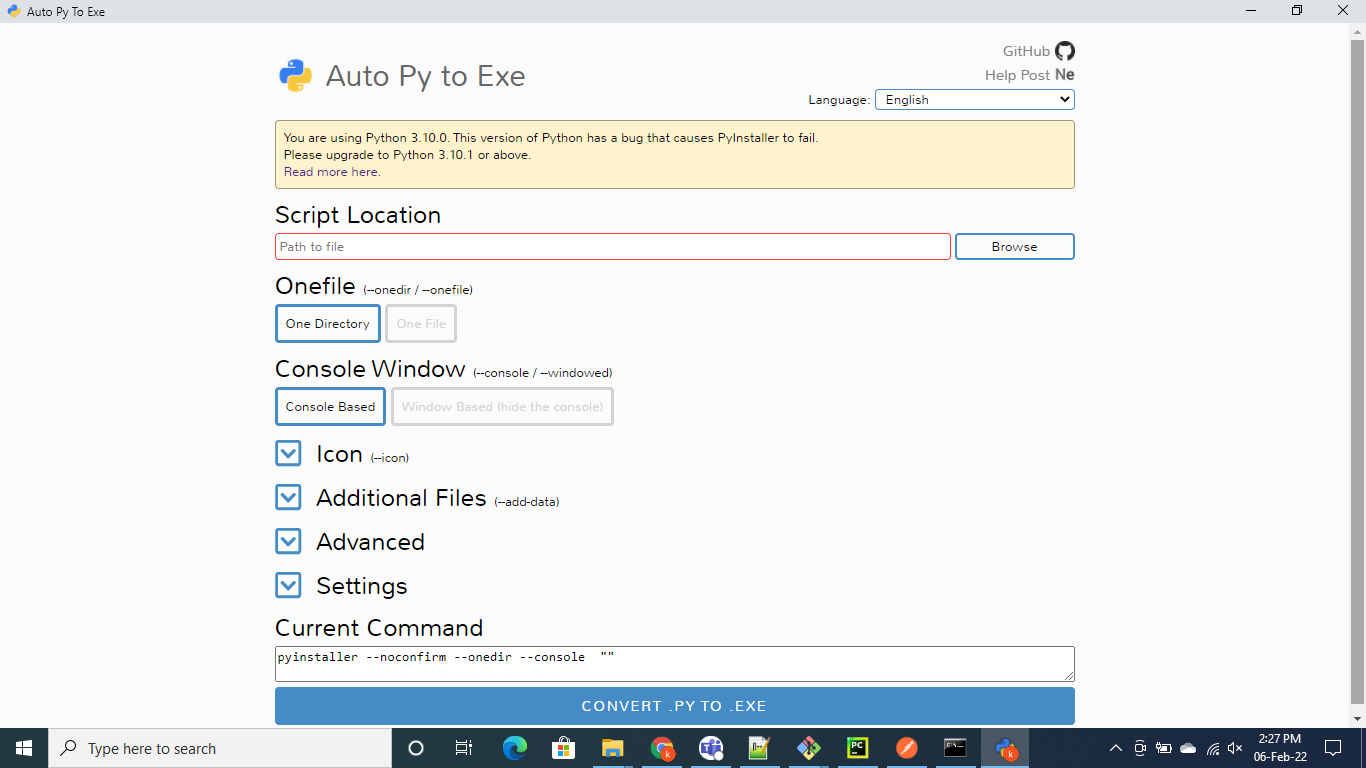 Auto Py To Exe
GitHub
Auto Py to Exe
Help Post Ne
Language: English
You are using Python 3.10.0. This version of Python has a bug that causes PyInstaller to fail.
Please upgrade to Python 3.10.1 or above.
Read more here.
Script Location
Path to file Browse
Onefile (--onedir / --onefile)
One Directory One File
Console Window (--console / --windowed)
Console Based Window Based (hide the console)
Icon (--icon)
Additional Files (--add-data)
Advanced
Settings
Current Command
pyinstaller --noconfirm --onedir --console  ""
CONVERT .PY TO .EXE
Type here to search
2:27 PM
06-Feb-22